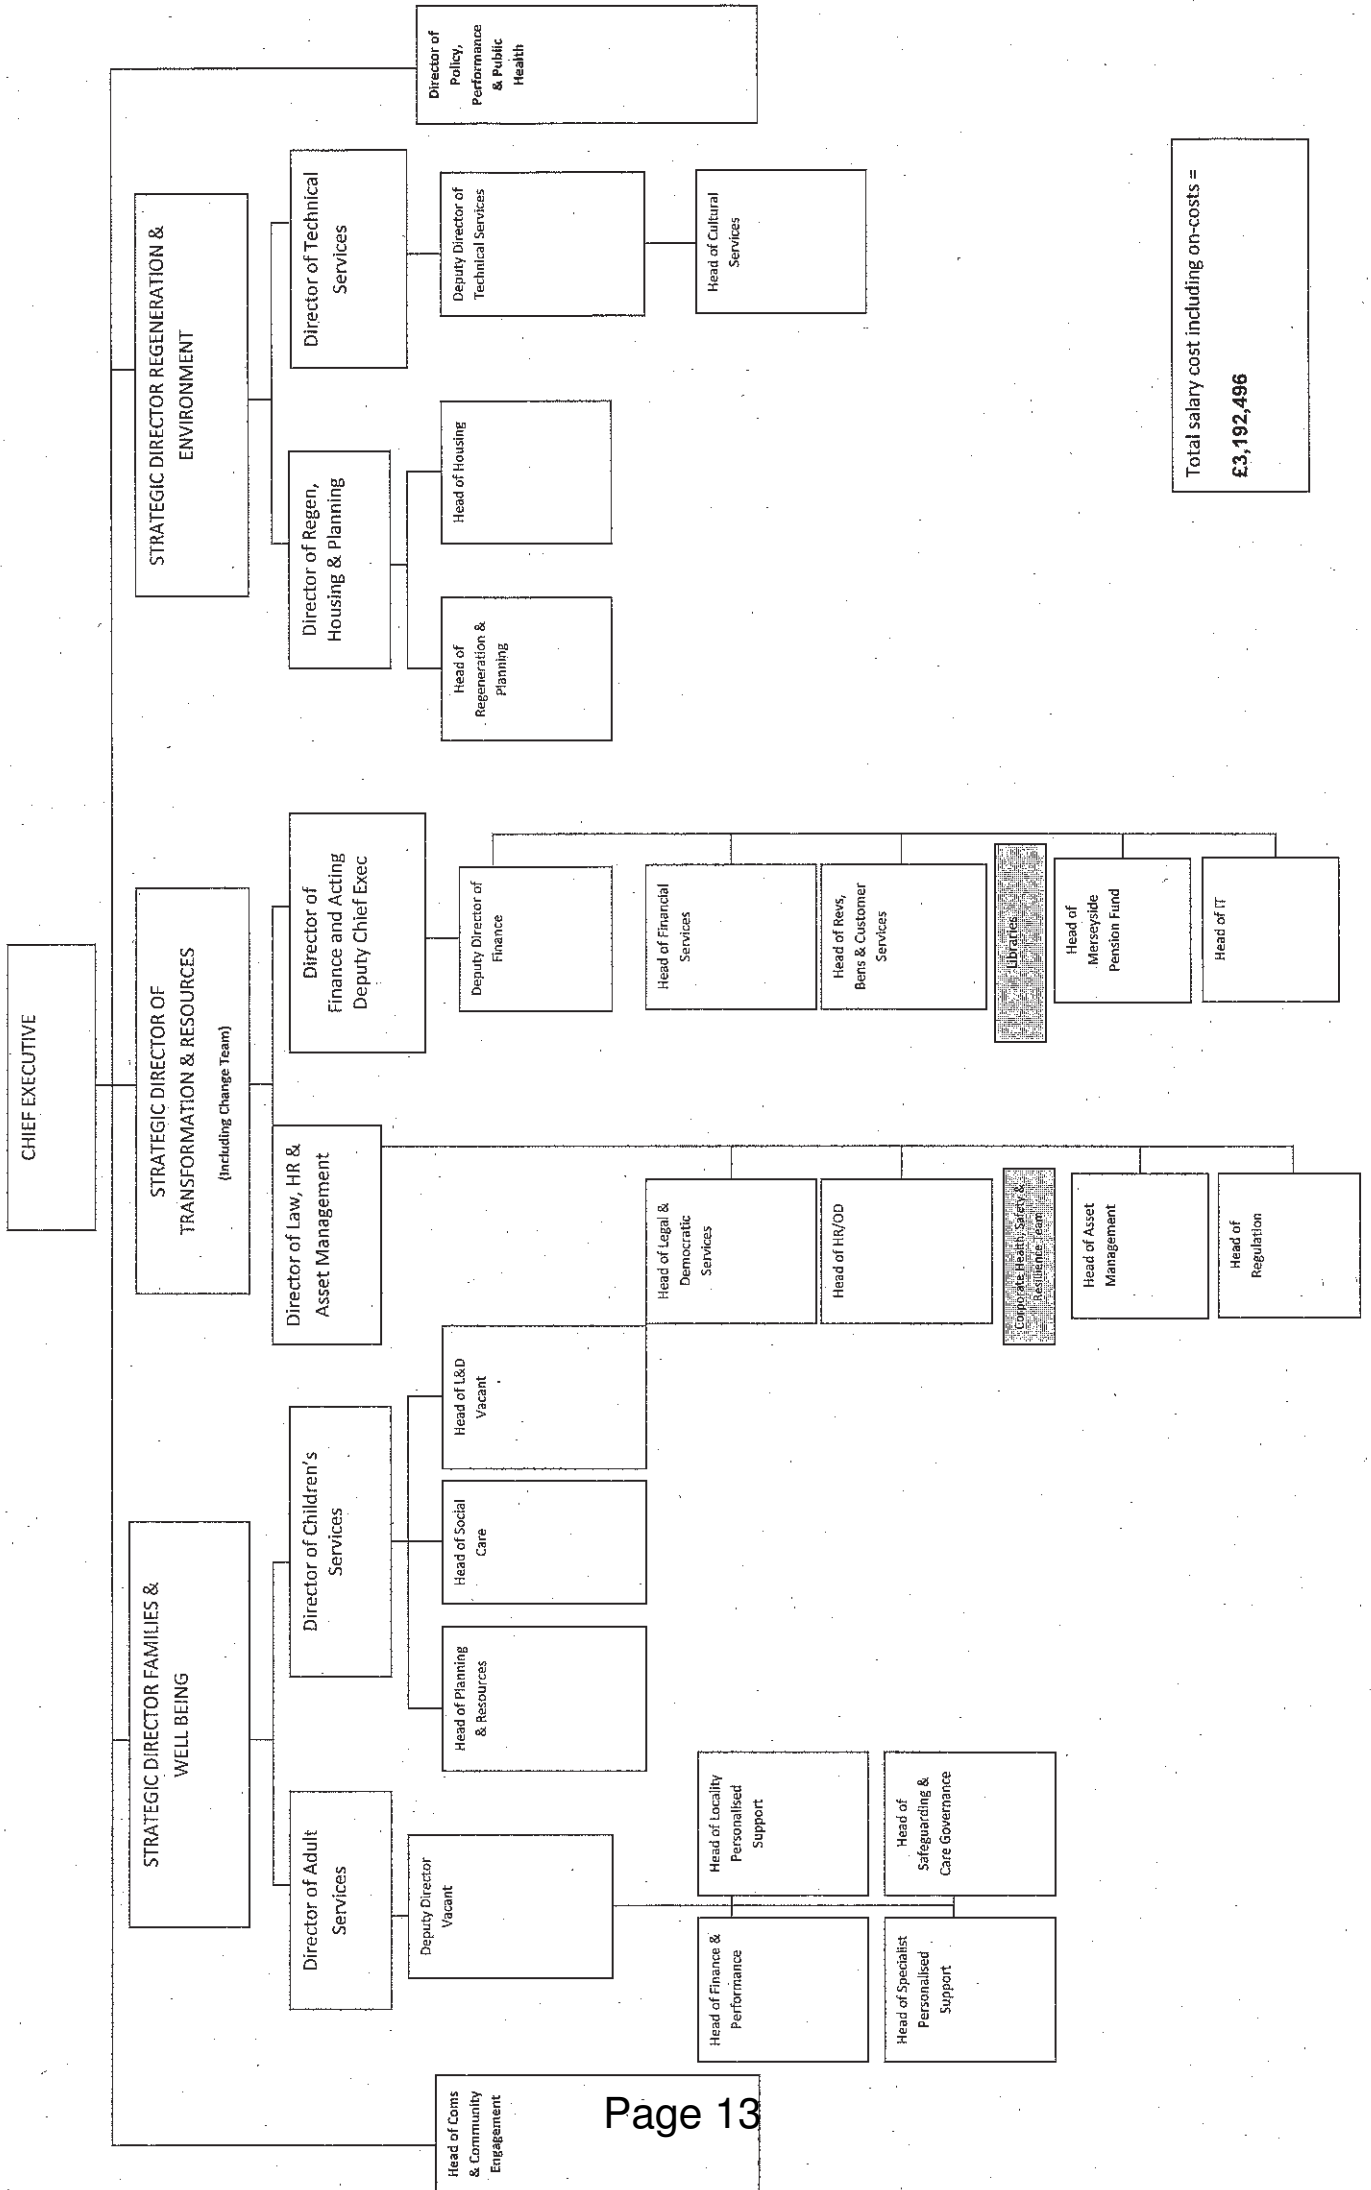 CHIEF EXECUTIVE
Head of Coms
& Community
Engagement
STRATEGIC DIRECTOR FAMILIES &
WELL BEING
STRATEGIC DIRECTOR OF
TRANSFORMATION & RESOURCES
(Including Change Team)
STRATEGIC DIRECTOR REGENERATION &
ENVIRONMENT
Director of
Policy,
Performance
& Public
Health
Director of Adult
Services
Director of Children's
Services
Director of Law, HR &
Asset Management
Director of
Finance and Acting
Deputy Chief Exec
Director of Regen,
Housing & Planning
Director of Technical
Services
Deputy Director
Vacant
Head of Planning
& Resources
Head of Social
Care
Head of L&D
Vacant
Deputy Director of
Finance
Head of
Regeneration &
Planning
Head of Housing
Deputy Director of
Technical Services
Head of Finance &
Performance
Head of Locality
Personalised
Support
Head of Specialist
Personalised
Support
Head of
Safeguarding &
Care Governance
Head of Legal &
Democratic
Services
Head of HR/OD
Corporate Health, Safety &
Resilience Team
Head of Asset
Management
Head of
Regulation
Head of Financial
Services
Head of Revs,
Bens & Customer
Services
Libraries
Head of
Merseyside
Pension Fund
Head of IT
Head of Cultural
Services
Total salary cost including on-costs =
£3,192,496
Page 13